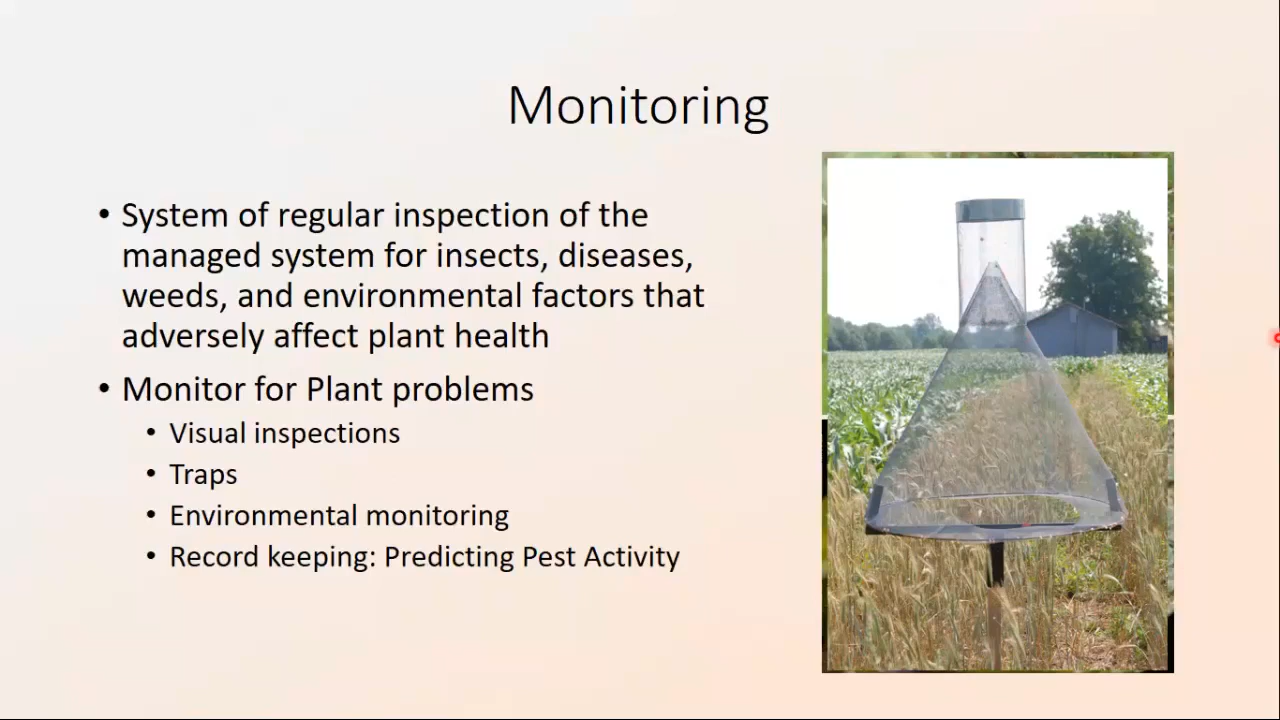 Monitoring
• System of regular inspection of the
managed system for insects, diseases,
weeds, and environmental factors that
adversely affect plant health
• Monitor for Plant problems
• Visual inspections
• Traps
• Environmental monitoring
• Record keeping: Predicting Pest Activity